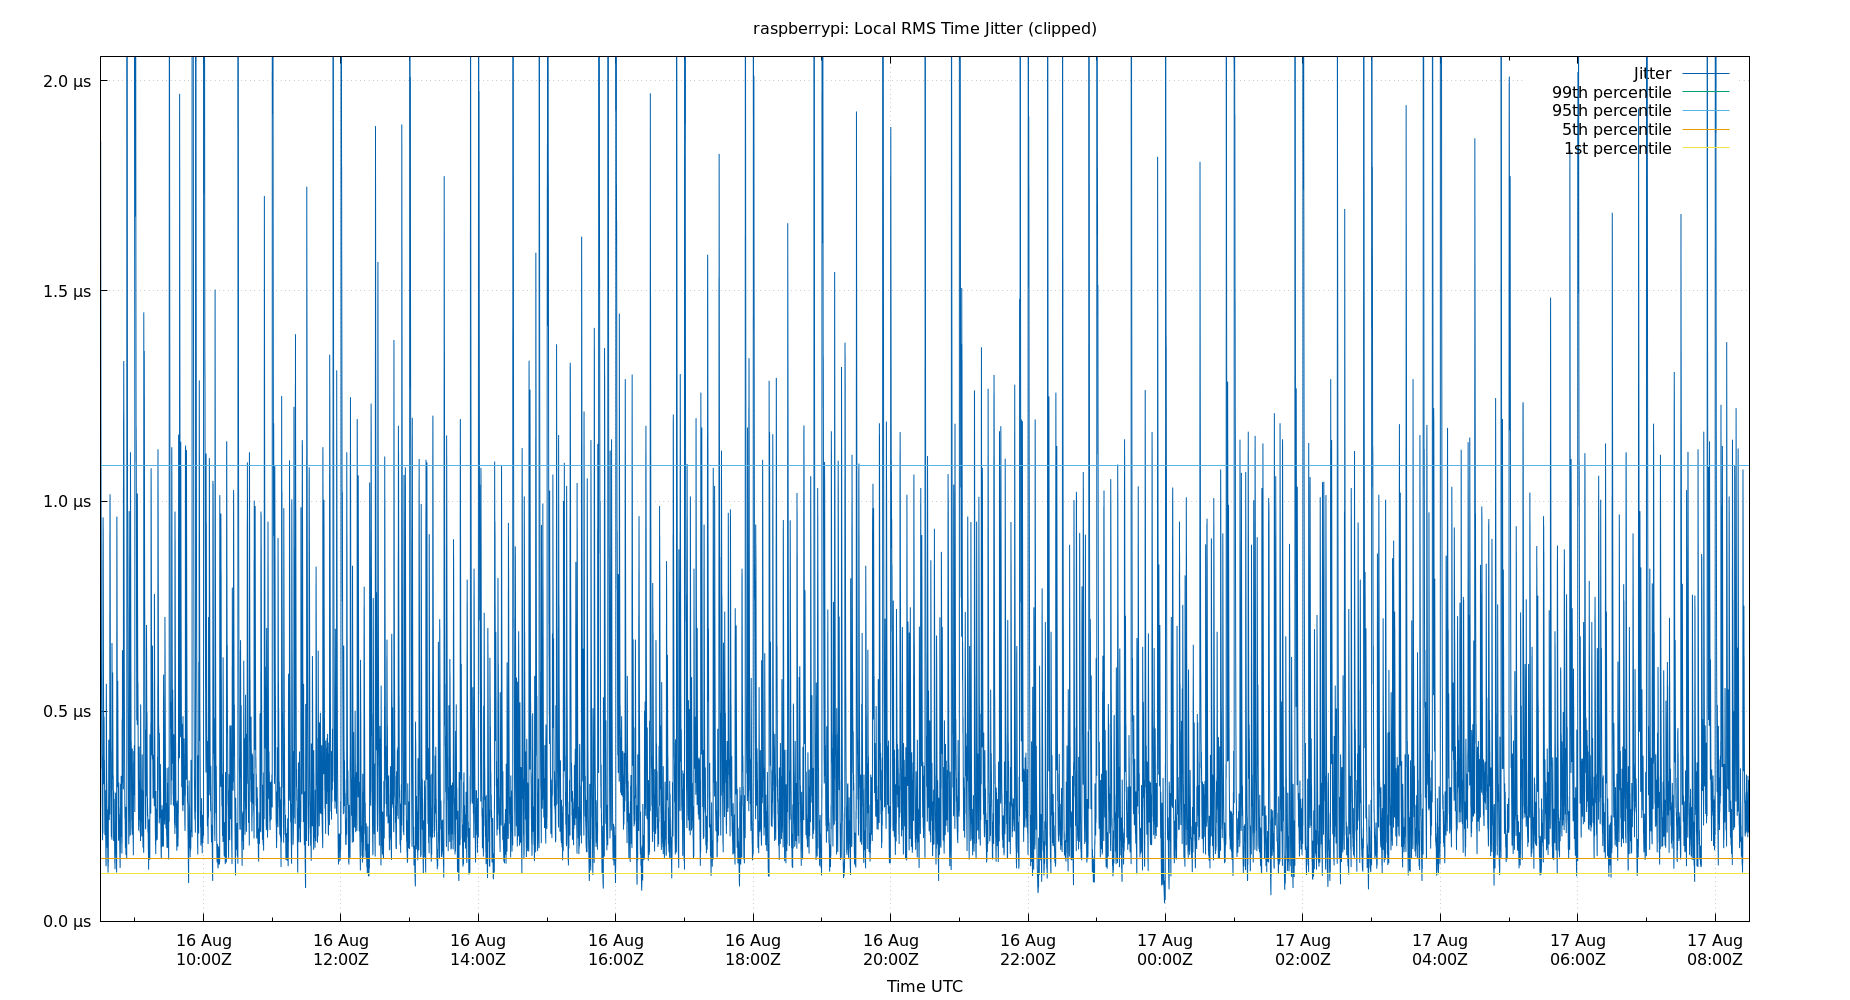 raspberrypi: Local RMS Time Jitter (clipped)
2.0 µs
1.5 µs
1.0 µs
0.5 µs
0.0 µs
Jitter
99th percentile
95th percentile
5th percentile
1st percentile
16 Aug 16 Aug 16 Aug 16 Aug 16 Aug 16 Aug 16 Aug 17 Aug 17 Aug 17 Aug 17 Aug 17 Aug
10:00Z 12:00Z 14:00Z 16:00Z 18:00Z 20:00Z 22:00Z 00:00Z 02:00Z 04:00Z 06:00Z 08:00Z
Time UTC